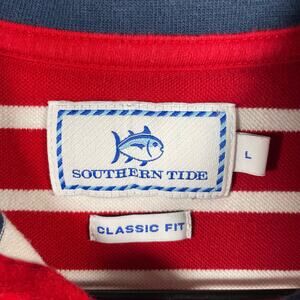 SOUTHERN TIDE
L
CLASSIC FIT